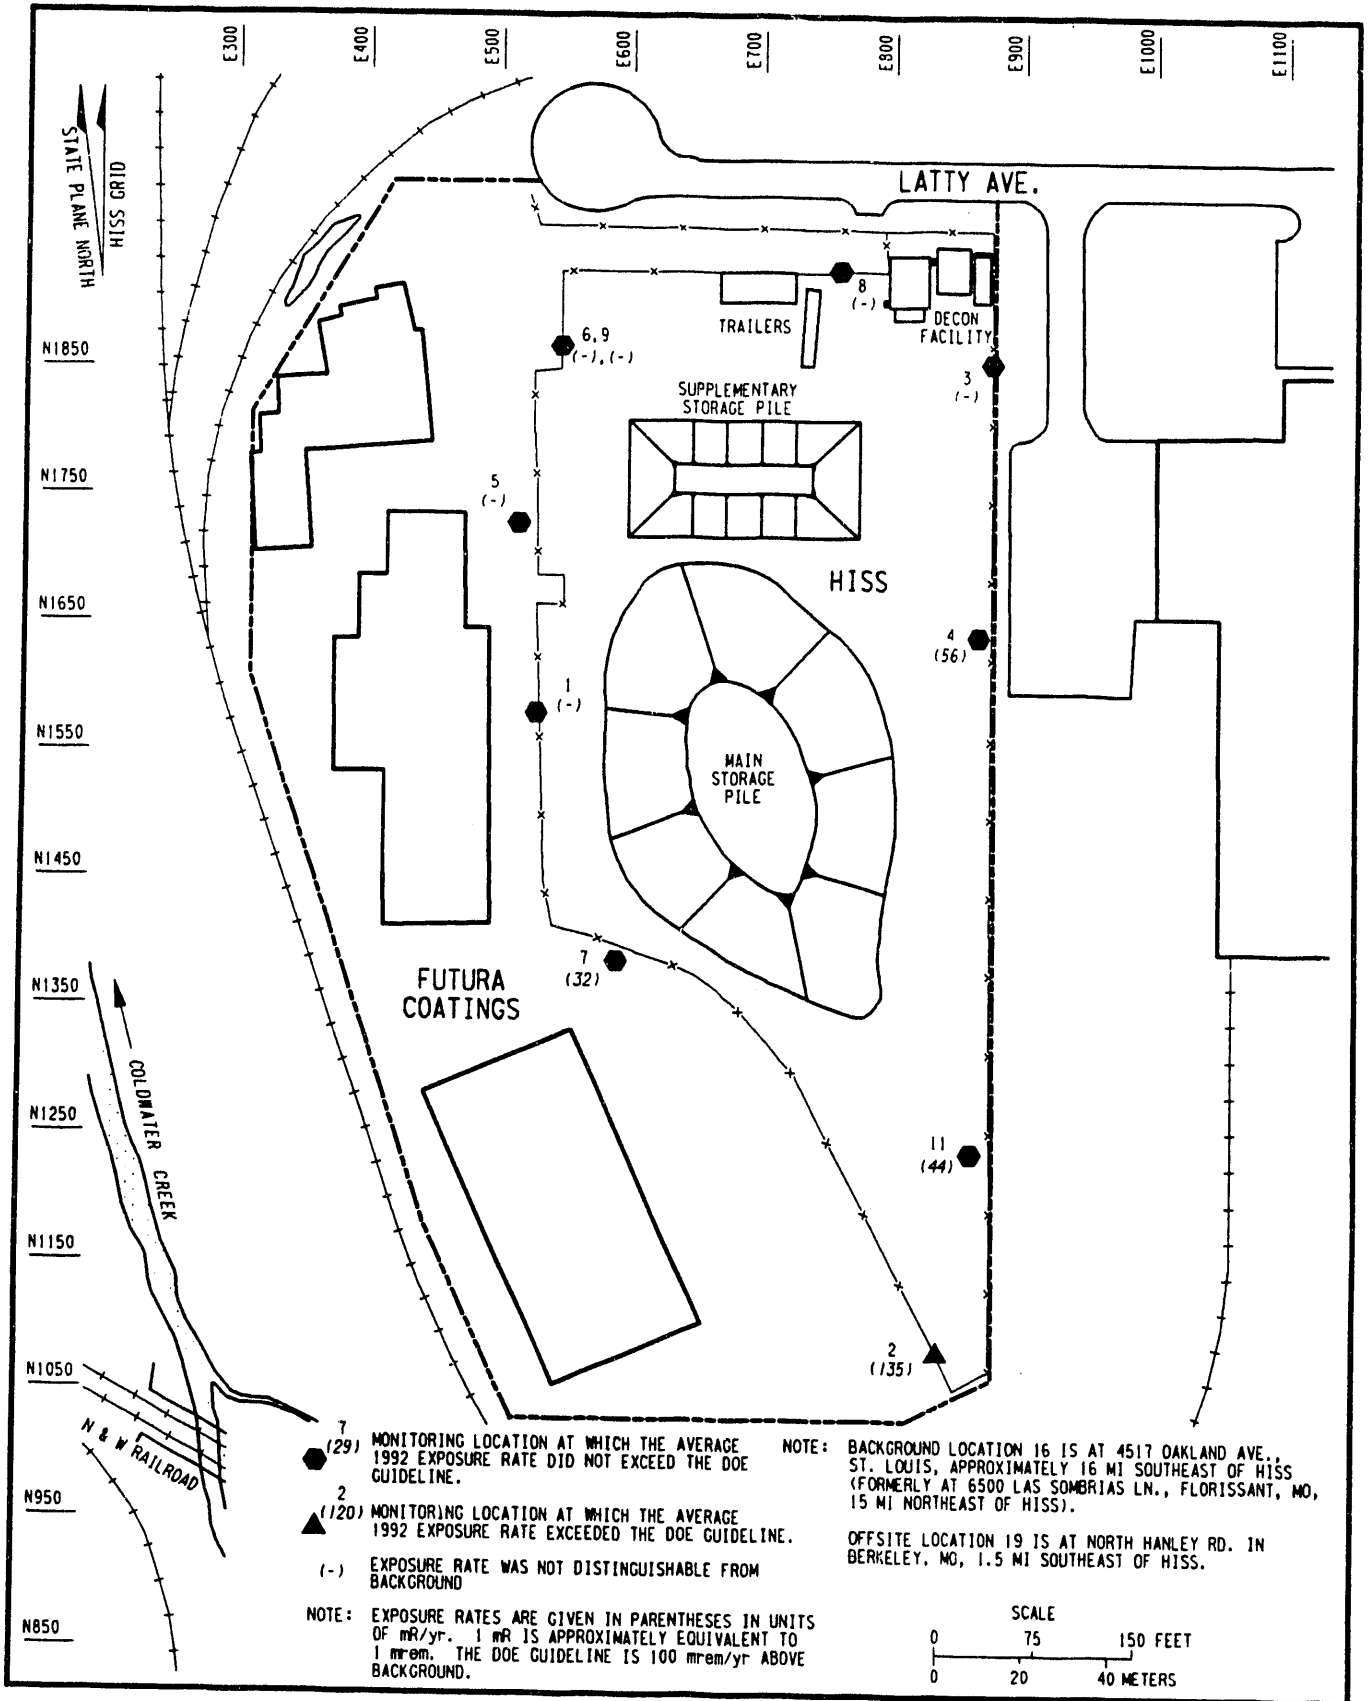 E300
E400
E500
E600
E700
E800
E900
E1000
E1100
STATE PLANE NORTH
HISS GRID
LATTY AVE.
8
(-)
TRAILERS
DECON
FACILITY
6,9
(-),(-)
N1850
3
(-)
SUPPLEMENTARY
STORAGE PILE
N1750
5
(-)
HISS
N1650
4
(56)
1
(-)
N1550
MAIN
STORAGE
PILE
N1450
7
(32)
FUTURA
COATINGS
N1350
COLDWATER CREEK
N1250
11
(44)
N1150
2
(135)
N1050
N & W RAILROAD
7
(29)
MONITORING LOCATION AT WHICH THE AVERAGE
1992 EXPOSURE RATE DID NOT EXCEED THE DOE
GUIDELINE.
N950
2
(120)
MONITORING LOCATION AT WHICH THE AVERAGE
1992 EXPOSURE RATE EXCEEDED THE DOE GUIDELINE.
(-)
EXPOSURE RATE WAS NOT DISTINGUISHABLE FROM
BACKGROUND
N850
NOTE: EXPOSURE RATES ARE GIVEN IN PARENTHESES IN UNITS
OF mR/yr. 1 mR IS APPROXIMATELY EQUIVALENT TO
1 mrem. THE DOE GUIDELINE IS 100 mrem/yr ABOVE
BACKGROUND.
NOTE: BACKGROUND LOCATION 16 IS AT 4517 OAKLAND AVE.,
ST. LOUIS, APPROXIMATELY 16 MI SOUTHEAST OF HISS
(FORMERLY AT 6500 LAS SOMBRIAS LN., FLORISSANT, MO,
15 MI NORTHEAST OF HISS).
OFFSITE LOCATION 19 IS AT NORTH HANLEY RD. IN
BERKELEY, MO, 1.5 MI SOUTHEAST OF HISS.
SCALE
0 75 150 FEET
0 20 40 METERS